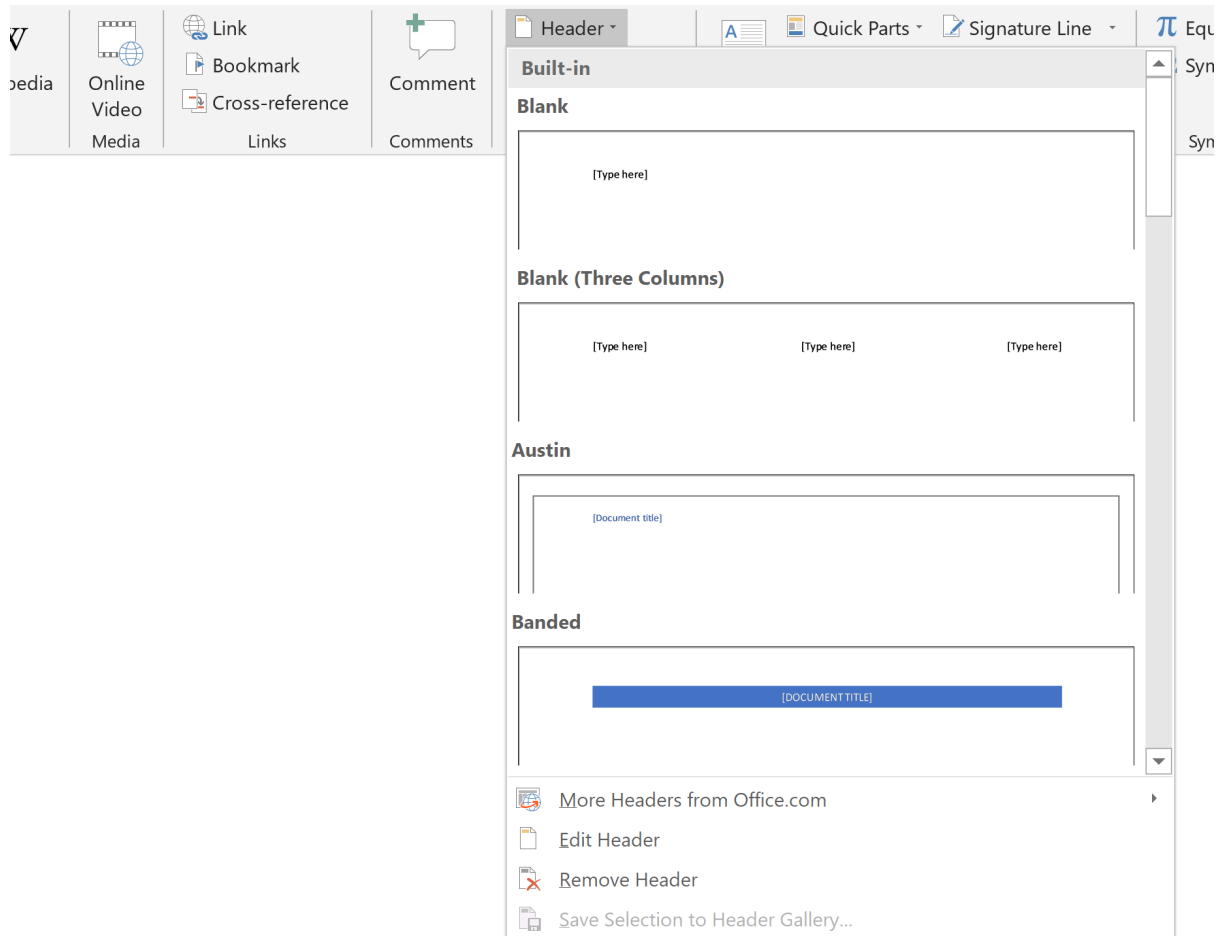 Link
Bookmark
Cross-reference
Links
Online
Video
Media
Comment
Comments
Header
Quick Parts
Signature Line
A
π
W
Built-in
Blank
[Type here]
Blank (Three Columns)
[Type here] [Type here] [Type here]
Austin
[Document title]
Banded
[DOCUMENT TITLE]
More Headers from Office.com
Edit Header
Remove Header
Save Selection to Header Gallery...